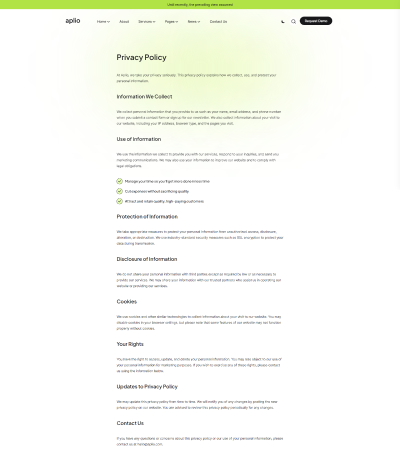 aplio
Home
About
Services
Pages
News
Contact Us
Request Demo
Privacy Policy
At Aplio, we take your privacy seriously. This privacy policy explains how we collect, use, and protect your
personal information.
Information We Collect
We collect personal information that you provide to us such as your name, email address, and phone number
when you submit a contact form or sign up for our newsletter. We also collect information about your visit to
our website, including your IP address, browser type, and the pages you visit.
Use of Information
We use the information we collect to provide you with our services, respond to your inquiries, and send you
marketing communications. We may also use your information to improve our website and to comply with
legal obligations.
Manage your time so you'll get more done in less time
Cut expenses without sacrificing quality
Attract and retain quality, high-paying customers
Protection of Information
We take appropriate measures to protect your personal information from unauthorized access, disclosure,
alteration, or destruction. We use industry-standard security measures such as SSL encryption to protect your
data during transmission.
Disclosure of Information
We do not share your personal information with third parties except as required by law or as necessary to
provide our services. We may share your information with our trusted partners who assist us in operating our
website or providing our services.
Cookies
We use cookies and other similar technologies to collect information about your visit to our website. You may
disable cookies in your browser settings, but please note that some features of our website may not function
properly without cookies.
Your Rights
You have the right to access, update, and delete your personal information. You may also object to our use of
your personal information for marketing purposes. If you wish to exercise any of these rights, please contact
us using the information below.
Updates to Privacy Policy
We may update this privacy policy from time to time. We will notify you of any changes by posting the new
privacy policy on our website. You are advised to review this privacy policy periodically for any changes.
Contact Us
If you have any questions or concerns about this privacy policy or our use of your personal information, please
contact us at